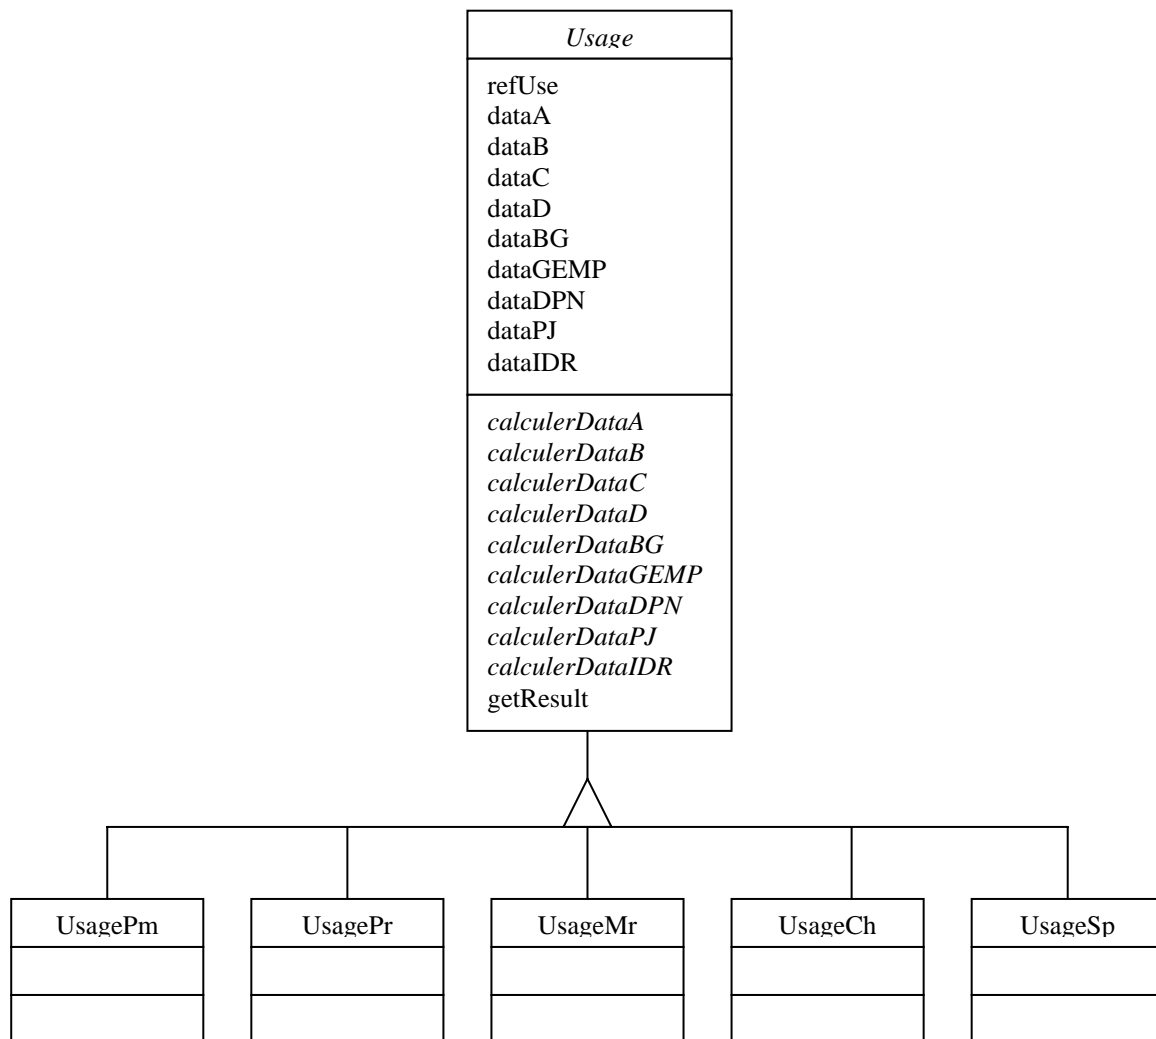 Usage
refUse
dataA
dataB
dataC
dataD
dataBG
dataGEMP
dataDPN
dataPJ
dataIDR
calculerDataA
calculerDataB
calculerDataC
calculerDataD
calculerDataBG
calculerDataGEMP
calculerDataDPN
calculerDataPJ
calculerDataIDR
getResult
UsagePm UsagePr UsageMr UsageCh UsageSp